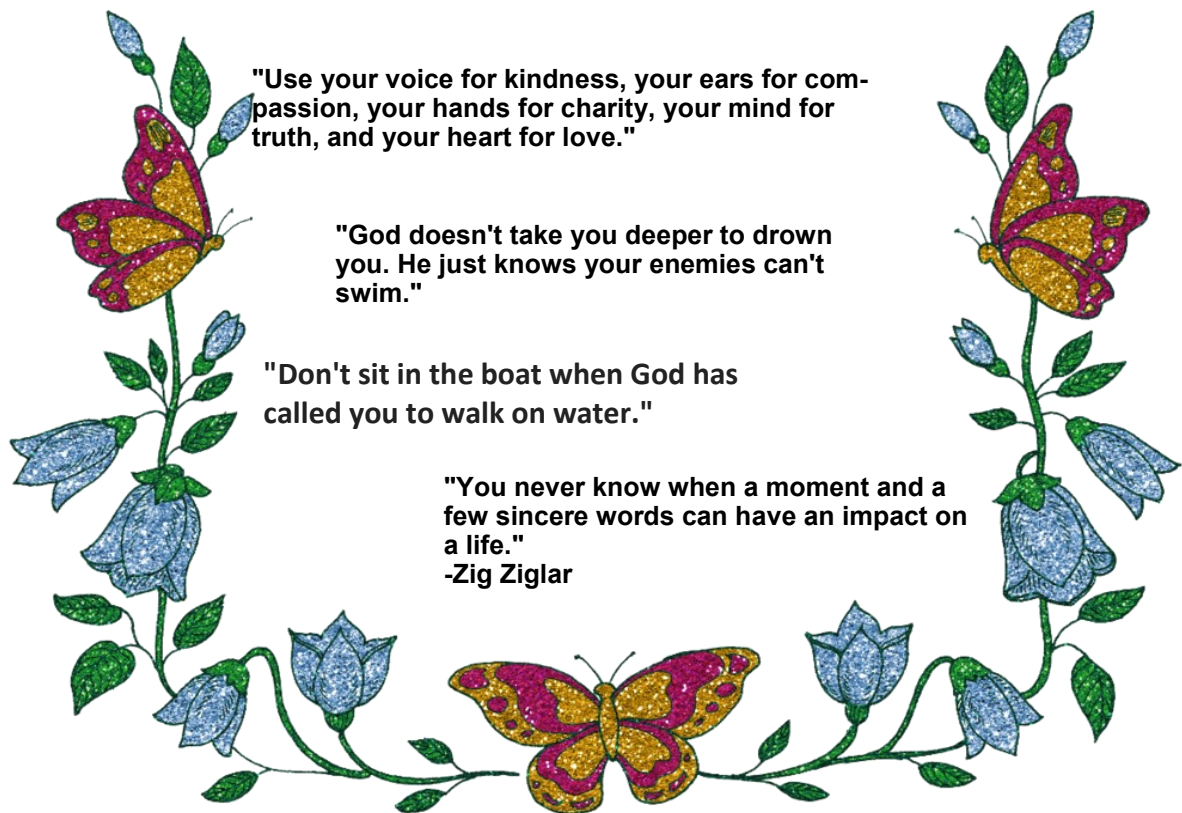 "Use your voice for kindness, your ears for com-
passion, your hands for charity, your mind for
truth, and your heart for love."
"God doesn't take you deeper to drown
you. He just knows your enemies can't
swim."
"Don't sit in the boat when God has
called you to walk on water."
"You never know when a moment and a
few sincere words can have an impact on
a life."
-Zig Ziglar